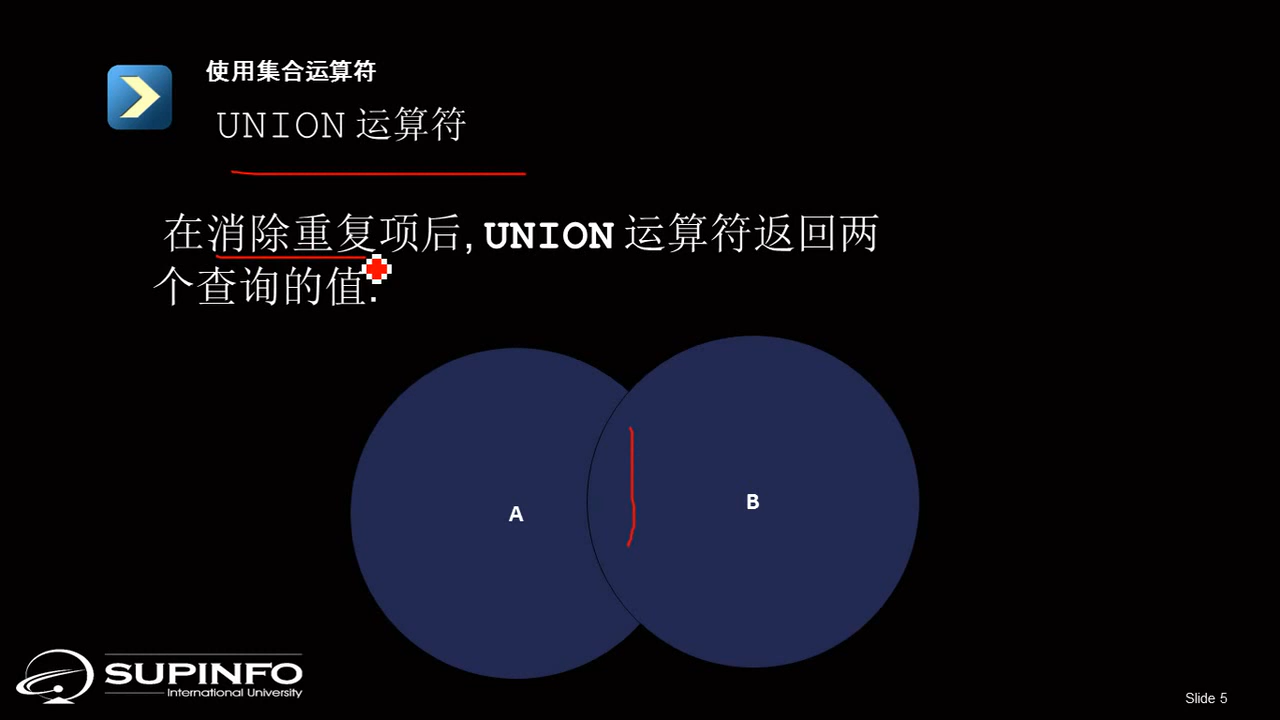 使用集合运算符
UNION 运算符
在消除重复项后, UNION 运算符返回两
个查询的值.
A
B
SUPINFO
International University
Slide 5